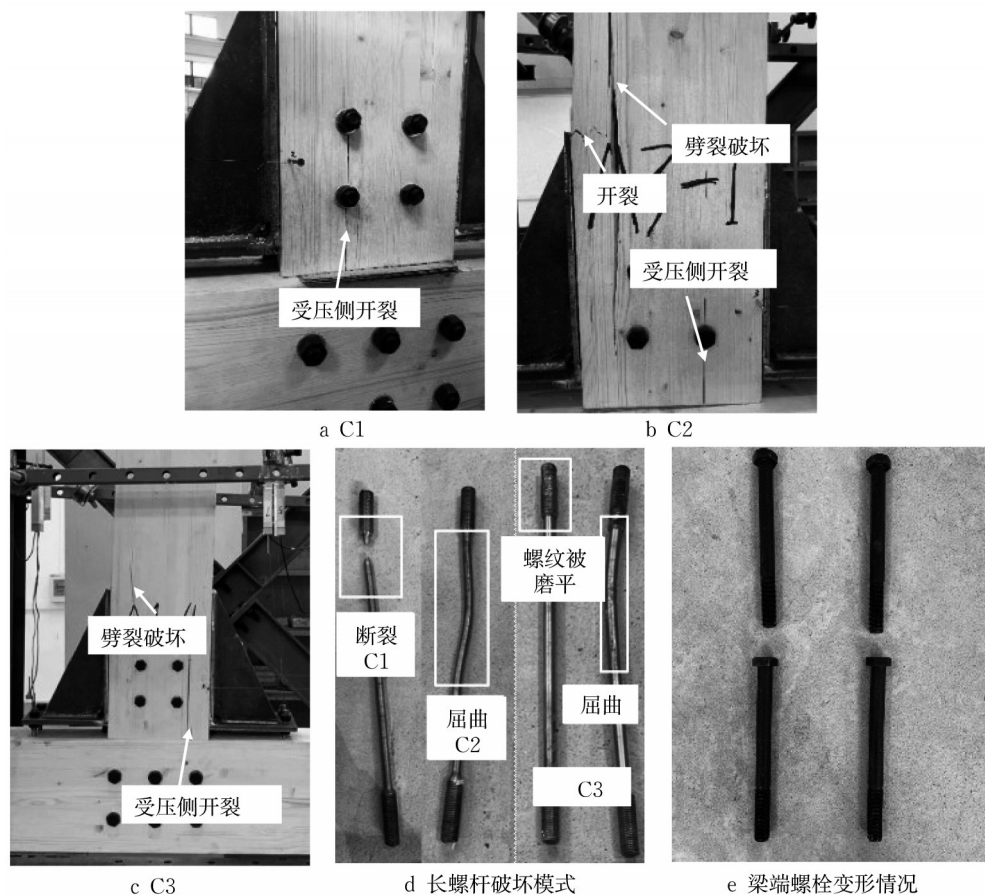 受压侧开裂
a C1
劈裂破坏
开裂
受压侧开裂
b C2
劈裂破坏
受压侧开裂
c C3
断裂
C1
屈曲
C2
螺纹被
磨平
屈曲
C3
d 长螺杆破坏模式
e 梁端螺栓变形情况